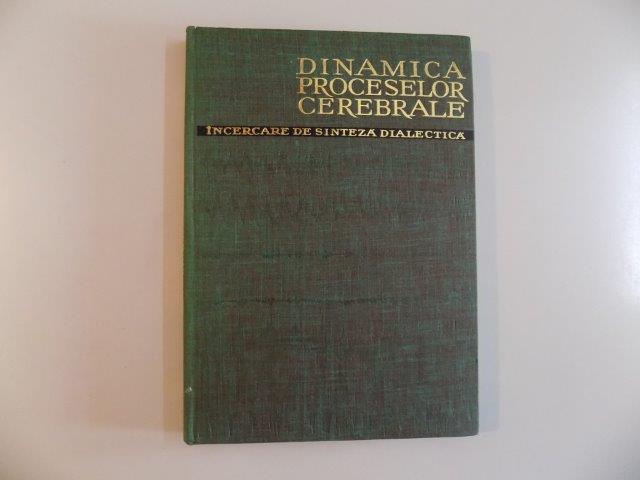 DINAMICA
PROCESELOR
CEREBRALE
ÎNCERCARE DE SINTEZĂ DIALECTICĂ